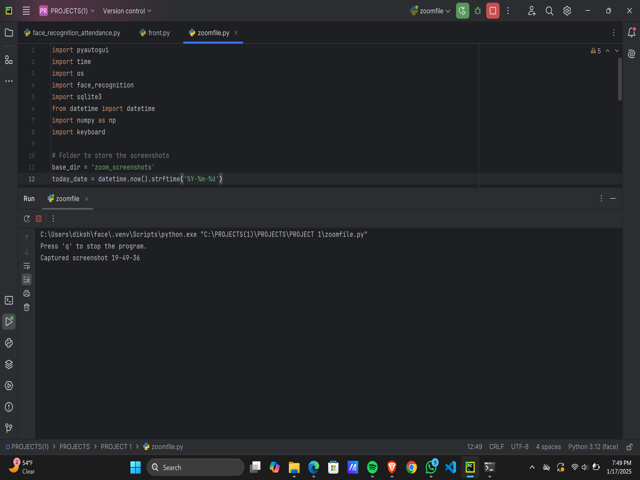 PR PROJECTS(1) Version control zoomfile
face_recognition_attendance.py front.py zoomfile.py
1 import pyautogui
2 import time
3 import os
4 import face_recognition
5 import sqlite3
6 from datetime import datetime
7 import numpy as np
8 import keyboard
9
10 # Folder to store the screenshots
11 base_dir = 'zoom_screenshots'
12 today_date = datetime.now().strftime('%Y-%m-%d')
5
Run zoomfile
C:\Users\diksh\face\.venv\Scripts\python.exe "C:\PROJECTS(1)\PROJECTS\PROJECT 1\zoomfile.py"
Press 'q' to stop the program.
Captured screenshot 19-49-36
PROJECTS(1) > PROJECTS > PROJECT 1 > zoomfile.py 12:49 CRLF UTF-8 4 spaces Python 3.12 (face)
54°F
Clear
Search
7:49 PM
1/17/2025